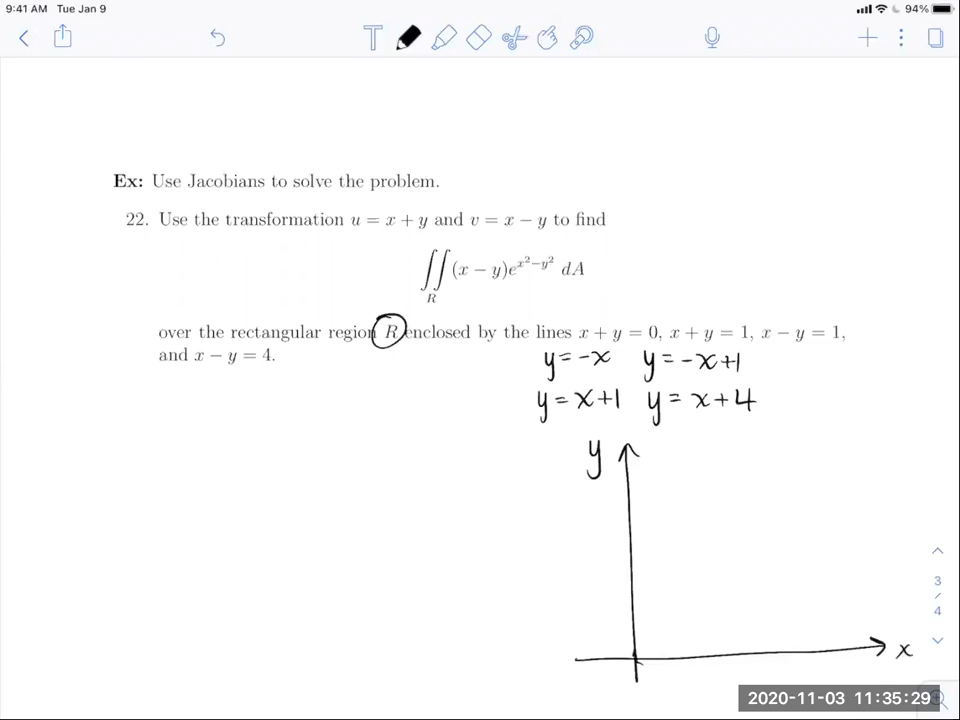 9:41 AM Tue Jan 9
94%
Ex: Use Jacobians to solve the problem.
22. Use the transformation u = x + y and v = x − y to find
∬_R (x − y)e^{x²−y²} dA
over the rectangular region R enclosed by the lines x + y = 0, x + y = 1, x − y = 1,
and x − y = 4.
y = -x y = -x+1
y = x+1 y = x+4
y
x
3
/
4
2020-11-03 11:35:29